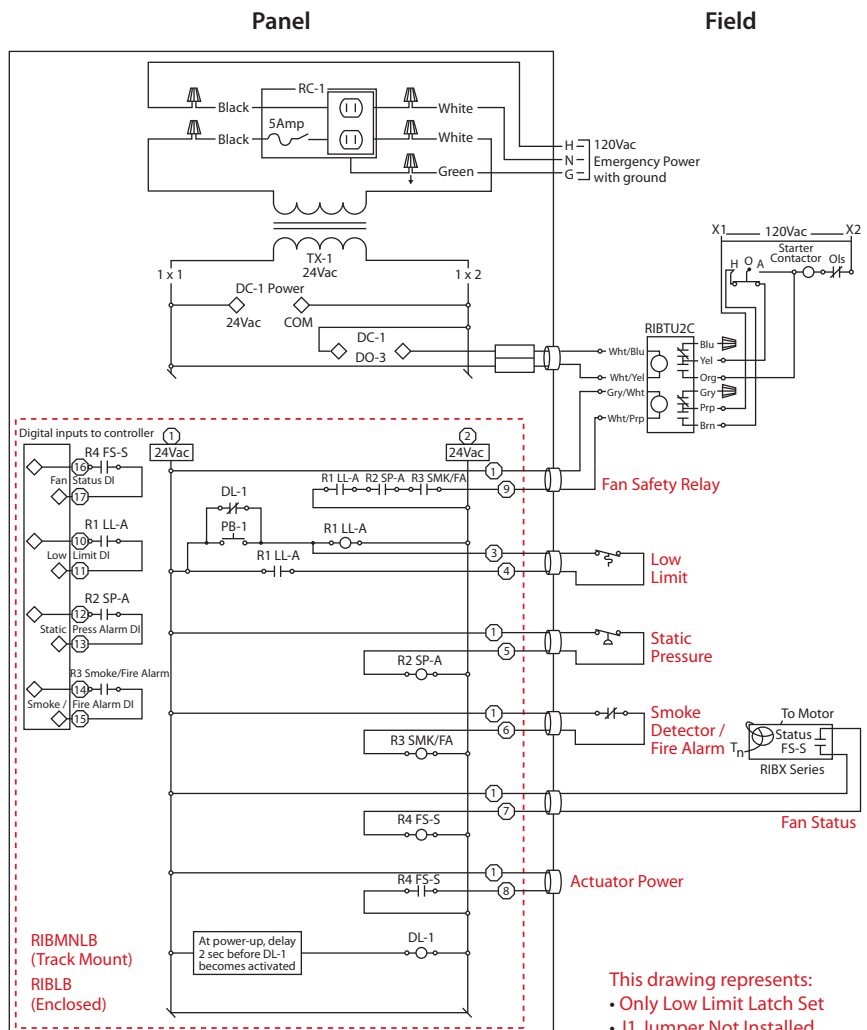 Panel
Field
RC-1
Black
White
5Amp
Black
White
Green
H
N
G
120Vac
Emergency Power
with ground
TX-1
24Vac
1 x 1
1 x 2
DC-1 Power
24Vac
COM
DC-1
DO-3
X1
120Vac
X2
Starter
Contactor
Ols
H
O
A
RIBTU2C
Wht/Blu
Wht/Yel
Gry/Wht
Wht/Prp
Blu
Yel
Org
Gry
Prp
Brn
Digital inputs to controller
1
24Vac
2
24Vac
16
R4 FS-S
Fan Status DI
17
10
R1 LL-A
Low Limit DI
11
12
R2 SP-A
Static Press Alarm DI
13
R3 Smoke/Fire Alarm
14
Smoke / Fire Alarm DI
15
1
R1 LL-A
R2 SP-A
R3 SMK/FA
9
Fan Safety Relay
DL-1
PB-1
R1 LL-A
3
R1 LL-A
4
Low
Limit
1
5
R2 SP-A
Static
Pressure
1
6
R3 SMK/FA
Smoke
Detector /
Fire Alarm
To Motor
Status
FS-S
Tn
RIBX Series
1
7
R4 FS-S
Fan Status
1
R4 FS-S
8
Actuator Power
At power-up, delay
2 sec before DL-1
becomes activated
DL-1
RIBMNLB
(Track Mount)
RIBLB
(Enclosed)
This drawing represents:
• Only Low Limit Latch Set
• J1 Jumper Not Installed